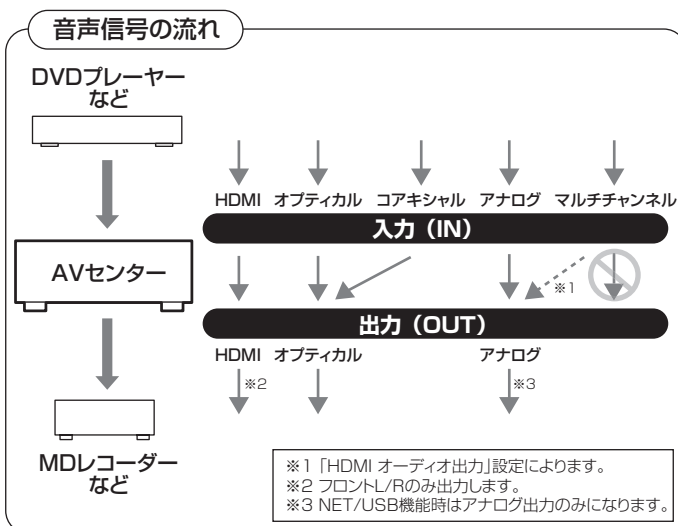 音声信号の流れ
DVDプレーヤー
など
HDMI オプティカル コアキシャル アナログ マルチチャンネル
入力（IN）
AVセンター
※1
出力（OUT）
HDMI オプティカル アナログ
※2 ※3
MDレコーダー
など
※1「HDMI オーディオ出力」設定によります。
※2 フロントL/Rのみ出力します。
※3 NET/USB機能時はアナログ出力のみになります。